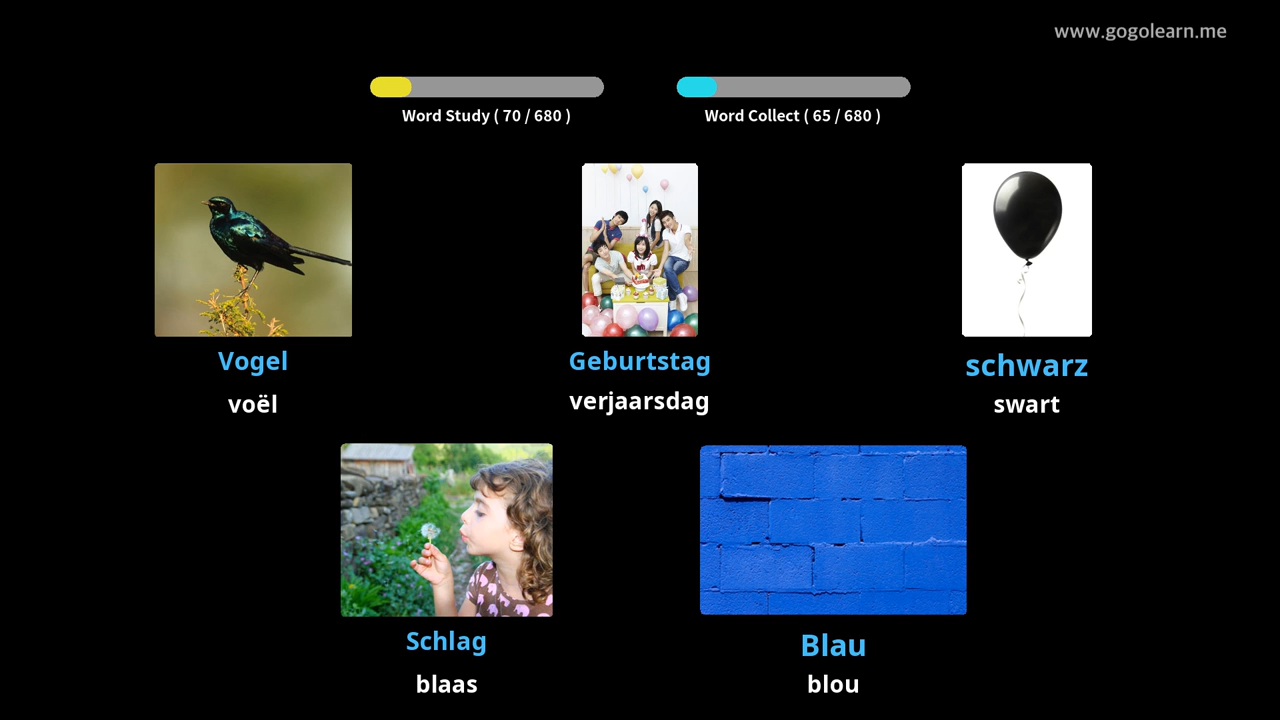 www.gogolearn.me
Word Study ( 70 / 680 )
Word Collect ( 65 / 680 )
Vogel
voël
Geburtstag
verjaarsdag
schwarz
swart
Schlag
blaas
Blau
blou